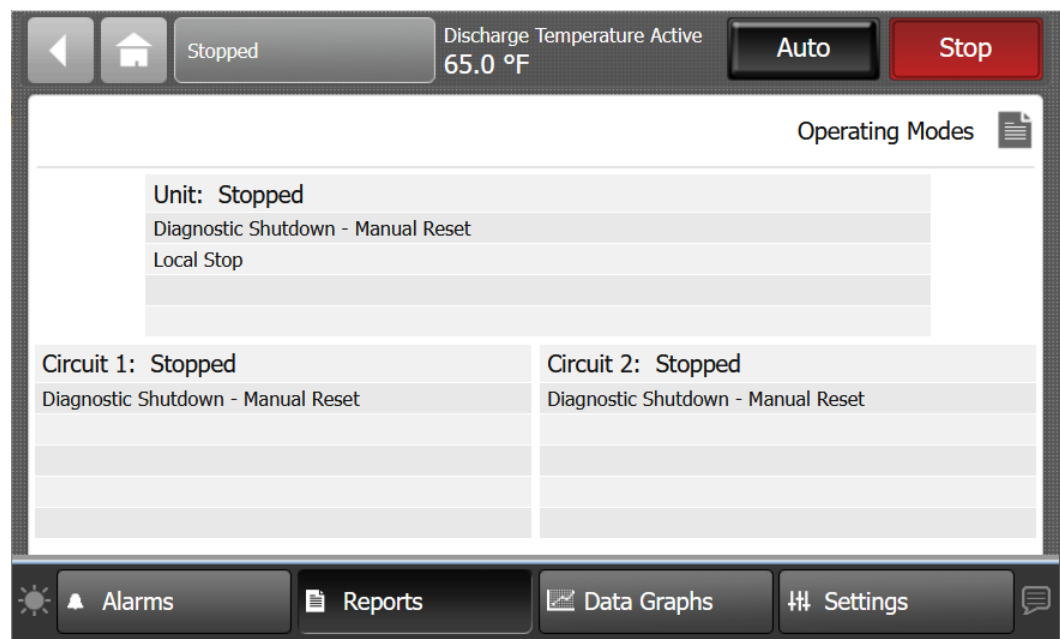 Stopped
Discharge Temperature Active
65.0 °F
Auto
Stop
Operating Modes
Unit: Stopped
Diagnostic Shutdown - Manual Reset
Local Stop
Circuit 1: Stopped
Diagnostic Shutdown - Manual Reset
Circuit 2: Stopped
Diagnostic Shutdown - Manual Reset
Alarms
Reports
Data Graphs
Settings